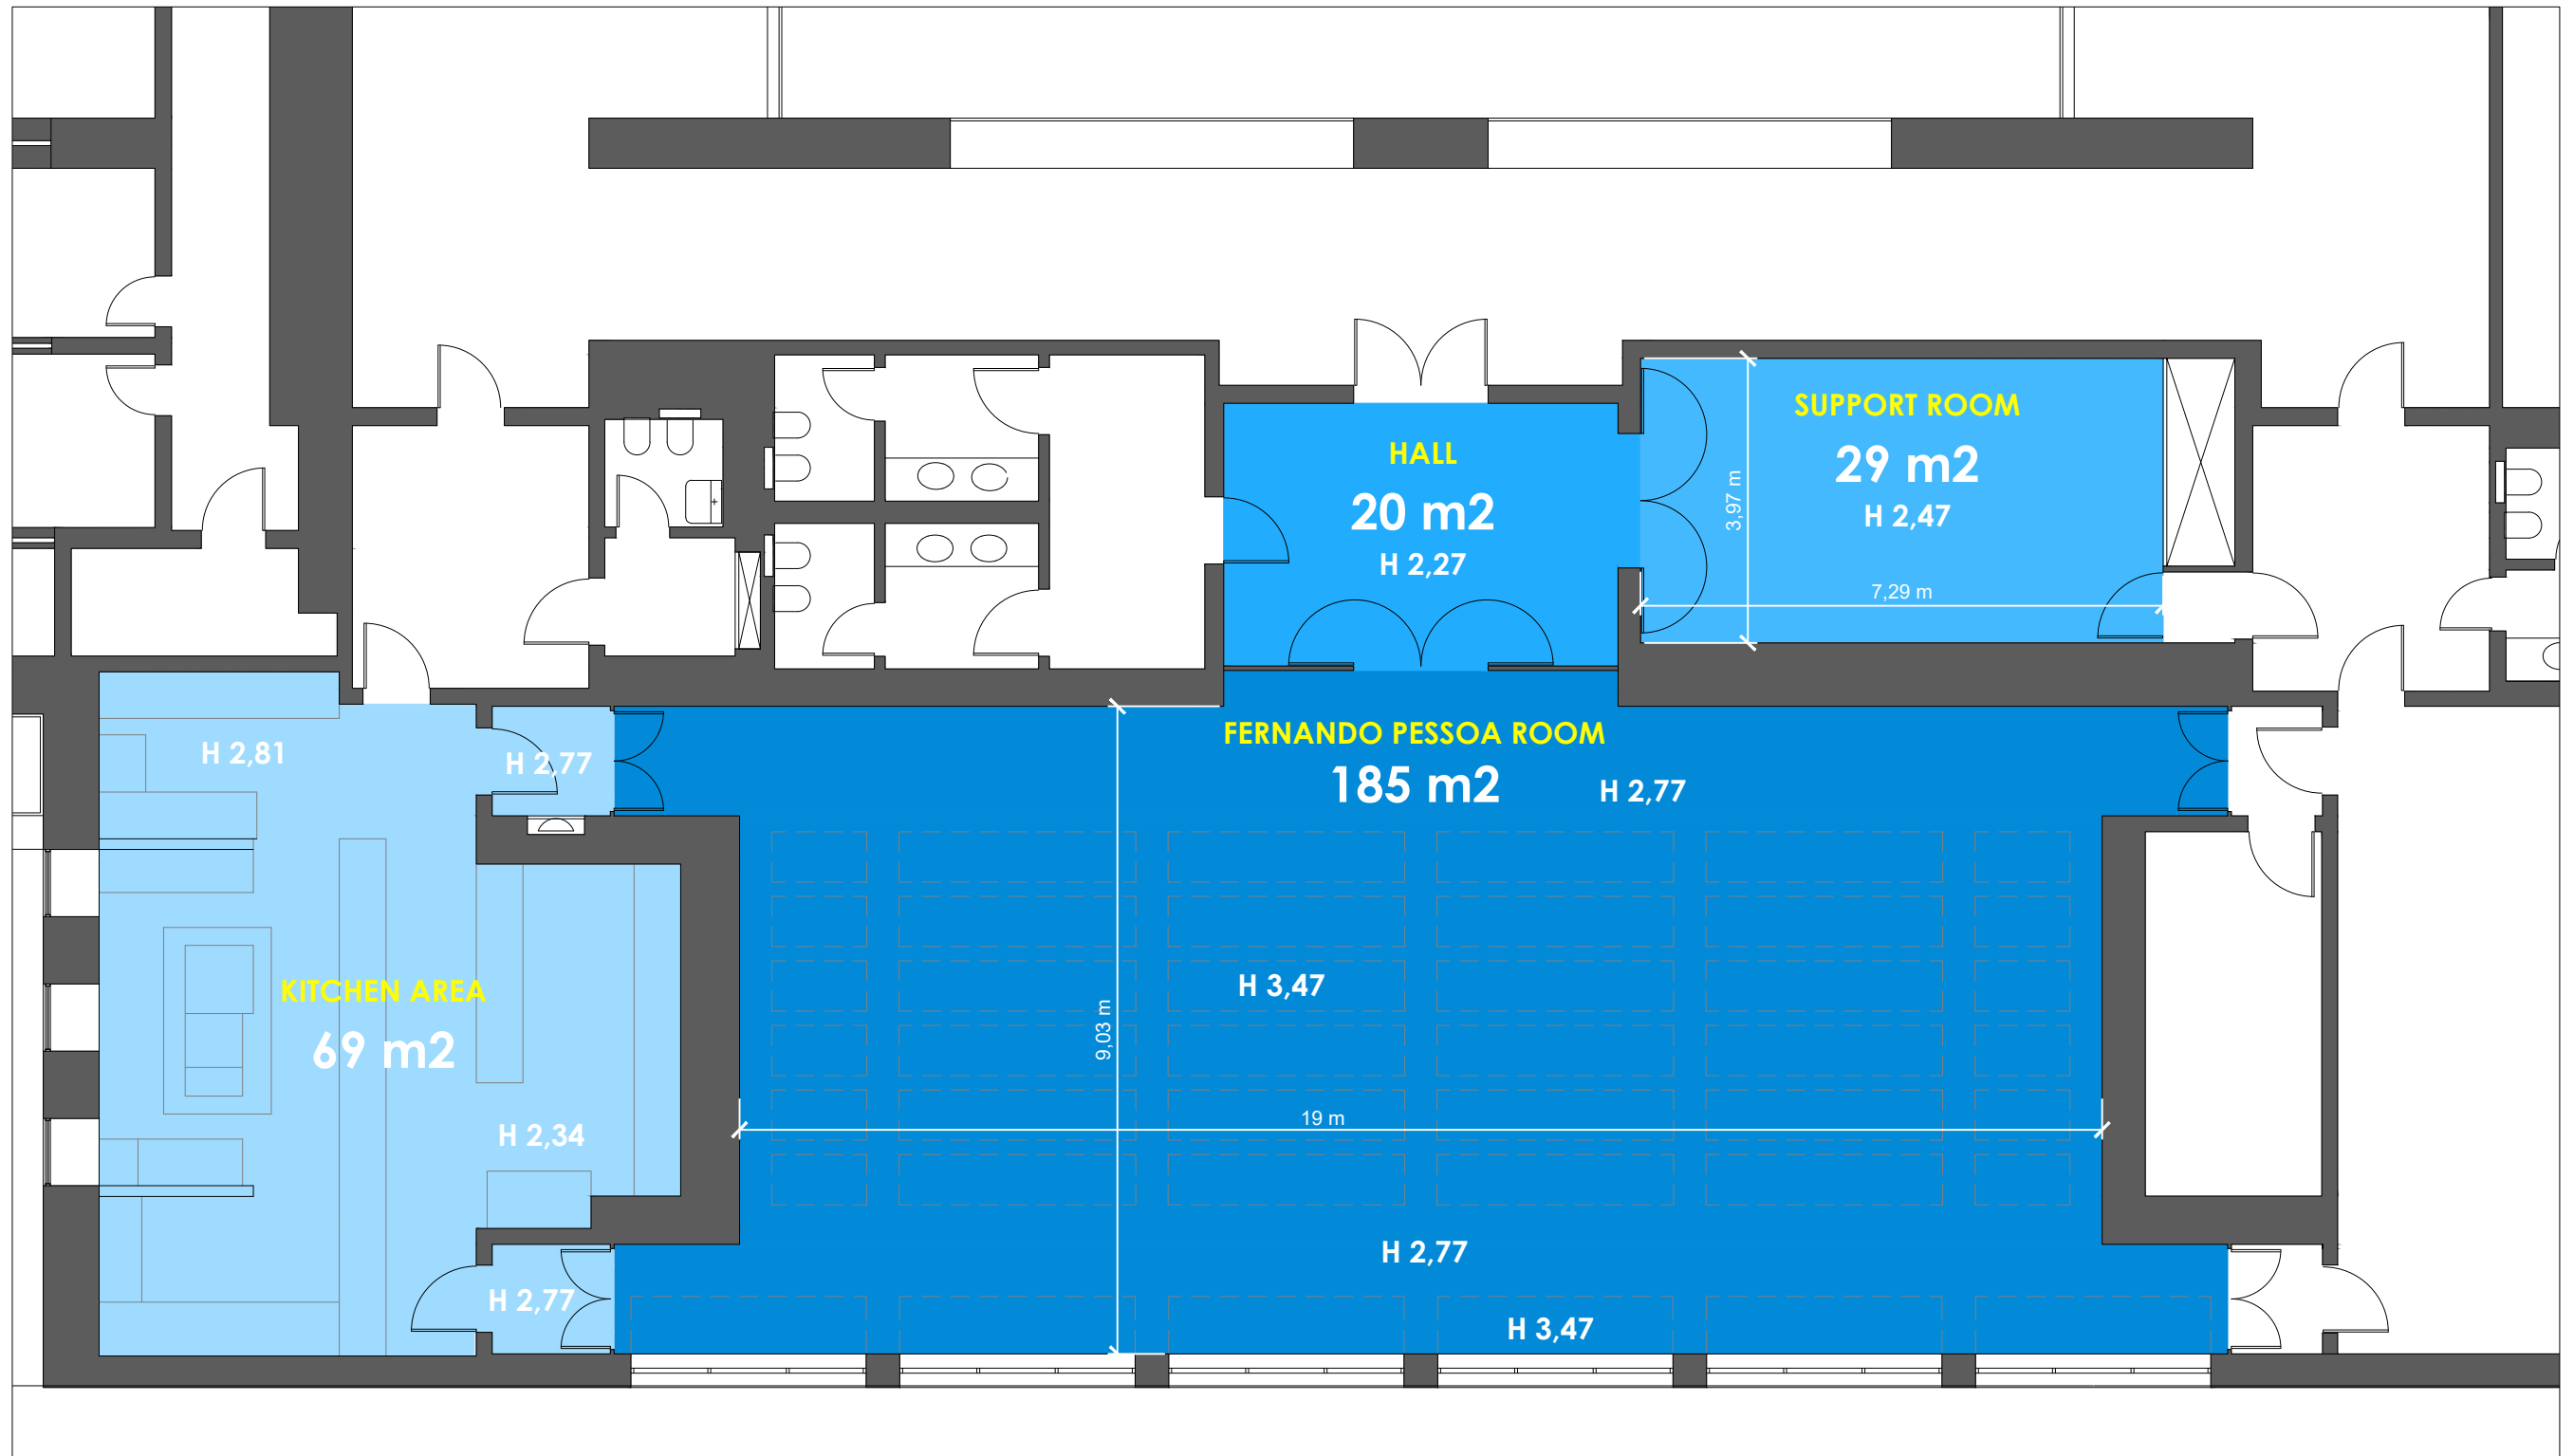 SUPPORT ROOM
29 m2
H 2,47
3,97 m
7,29 m
HALL
20 m2
H 2,27
FERNANDO PESSOA ROOM
185 m2
H 2,77
H 3,47
9,03 m
19 m
H 2,77
H 3,47
H 2,81
H 2,77
KITCHEN AREA
69 m2
H 2,34
H 2,77